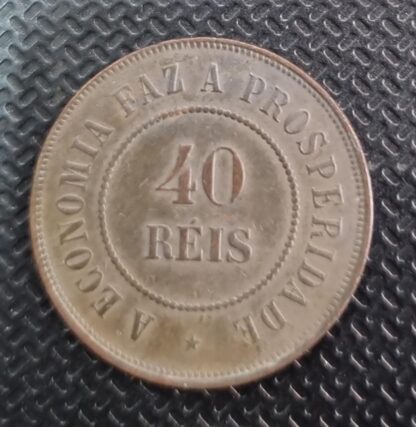 A ECONOMIA FAZ A PROSPERIDADE
40
RÉIS